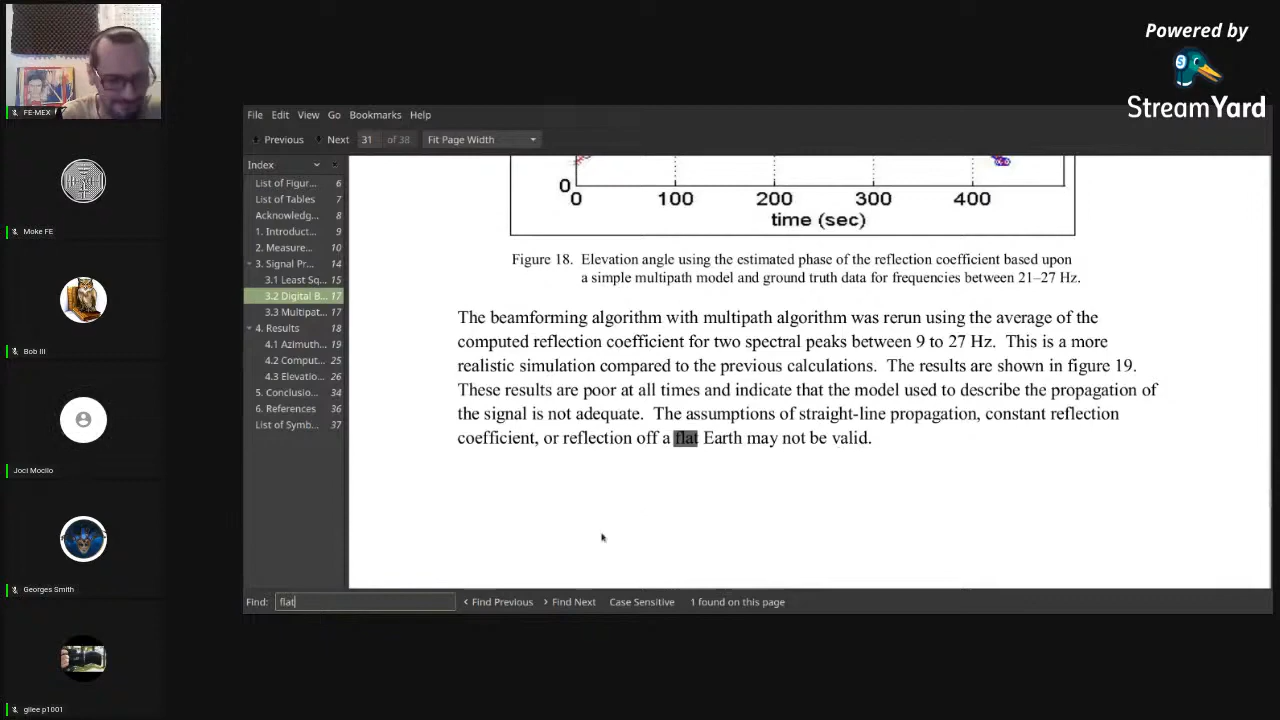 Powered by
StreamYard
FE-MEX
Moke FE
Bob III
Joci Mocilo
Georges Smith
gilee p1001
File Edit View Go Bookmarks Help
Previous Next 31 of 38 Fit Page Width
Index
List of Figur... 6
List of Tables 7
Acknowledg... 8
1. Introduct... 9
2. Measure... 10
3. Signal Pr... 14
3.1 Least Sq... 15
3.2 Digital B... 17
3.3 Multipat... 17
4. Results 18
4.1 Azimuth... 19
4.2 Comput... 25
4.3 Elevatio... 26
5. Conclusio... 34
6. References 36
List of Symb... 37
0
0 100 200 300 400
time (sec)
Figure 18. Elevation angle using the estimated phase of the reflection coefficient based upon
a simple multipath model and ground truth data for frequencies between 21–27 Hz.
The beamforming algorithm with multipath algorithm was rerun using the average of the
computed reflection coefficient for two spectral peaks between 9 to 27 Hz. This is a more
realistic simulation compared to the previous calculations. The results are shown in figure 19.
These results are poor at all times and indicate that the model used to describe the propagation of
the signal is not adequate. The assumptions of straight-line propagation, constant reflection
coefficient, or reflection off a flat Earth may not be valid.
Find: flat < Find Previous > Find Next Case Sensitive 1 found on this page